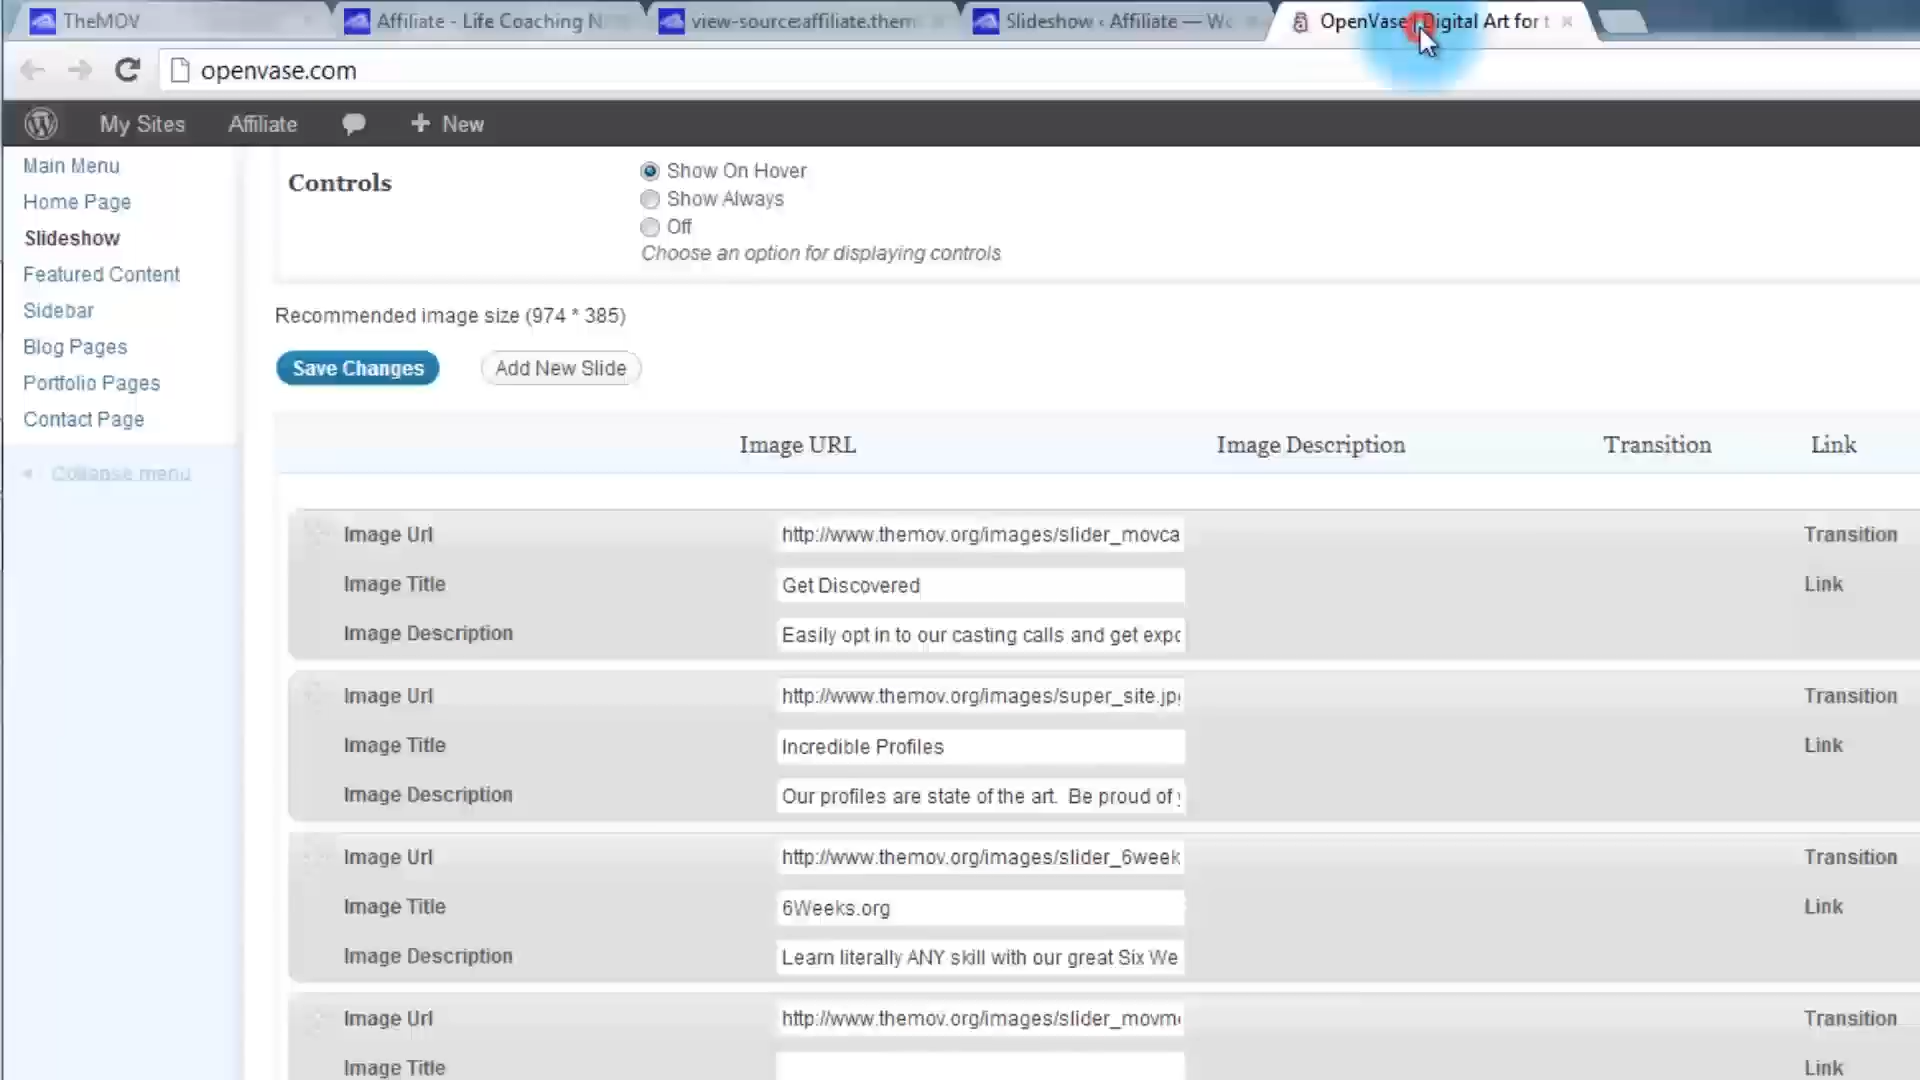 TheMOV
Affiliate - Life Coaching N
view-source:affiliate.them
Slideshow ‹ Affiliate — Wo
OpenVase | Digital Art for t
openvase.com
My Sites
Affiliate
+ New
Main Menu
Home Page
Slideshow
Featured Content
Sidebar
Blog Pages
Portfolio Pages
Contact Page
Collapse menu
Controls
Show On Hover
Show Always
Off
Choose an option for displaying controls
Recommended image size (974 * 385)
Save Changes
Add New Slide
Image URL
Image Description
Transition
Link
Image Url
http://www.themov.org/images/slider_movca
Transition
Image Title
Get Discovered
Link
Image Description
Easily opt in to our casting calls and get expo
Image Url
http://www.themov.org/images/super_site.jpg
Transition
Image Title
Incredible Profiles
Link
Image Description
Our profiles are state of the art. Be proud of y
Image Url
http://www.themov.org/images/slider_6week
Transition
Image Title
6Weeks.org
Link
Image Description
Learn literally ANY skill with our great Six We
Image Url
http://www.themov.org/images/slider_movm
Transition
Image Title
Link